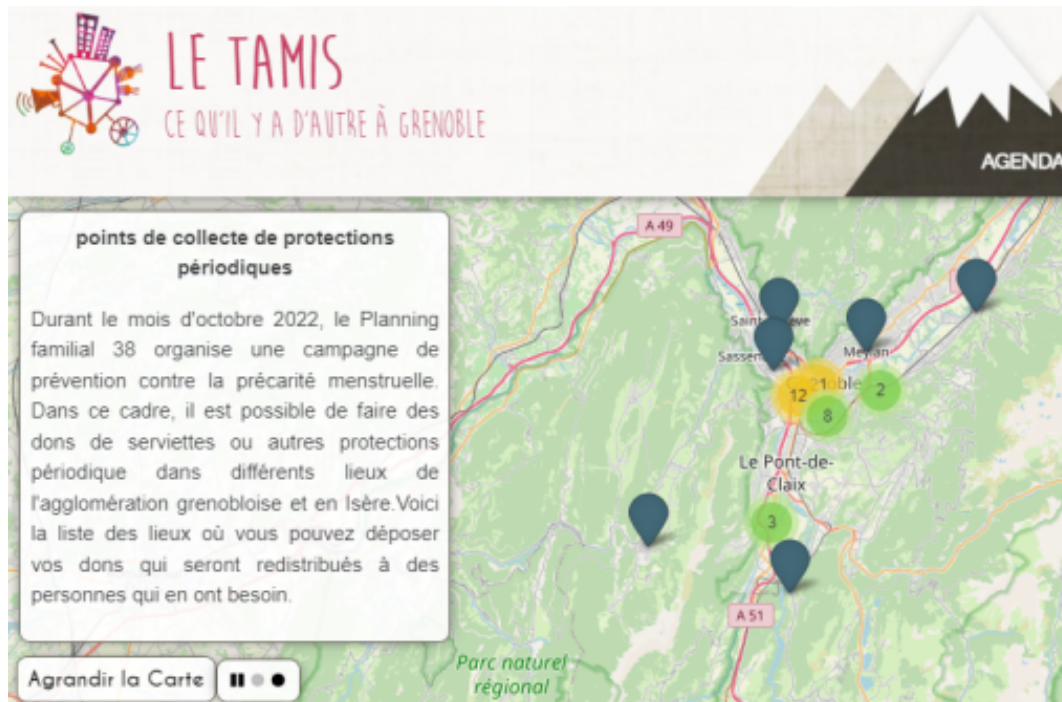 LE TAMIS
CE QU'IL Y A D'AUTRE À GRENOBLE
AGENDA
points de collecte de protections
périodiques
Durant le mois d'octobre 2022, le Planning
familial 38 organise une campagne de
prévention contre la précarité menstruelle.
Dans ce cadre, il est possible de faire des
dons de serviettes ou autres protections
périodique dans différents lieux de
l'agglomération grenobloise et en Isère.Voici
la liste des lieux où vous pouvez déposer
vos dons qui seront redistribués à des
personnes qui en ont besoin.
Agrandir la Carte
A 49
Meylan
12
21
8
2
Le Pont-de-
Claix
3
A 51
Parc naturel
régional